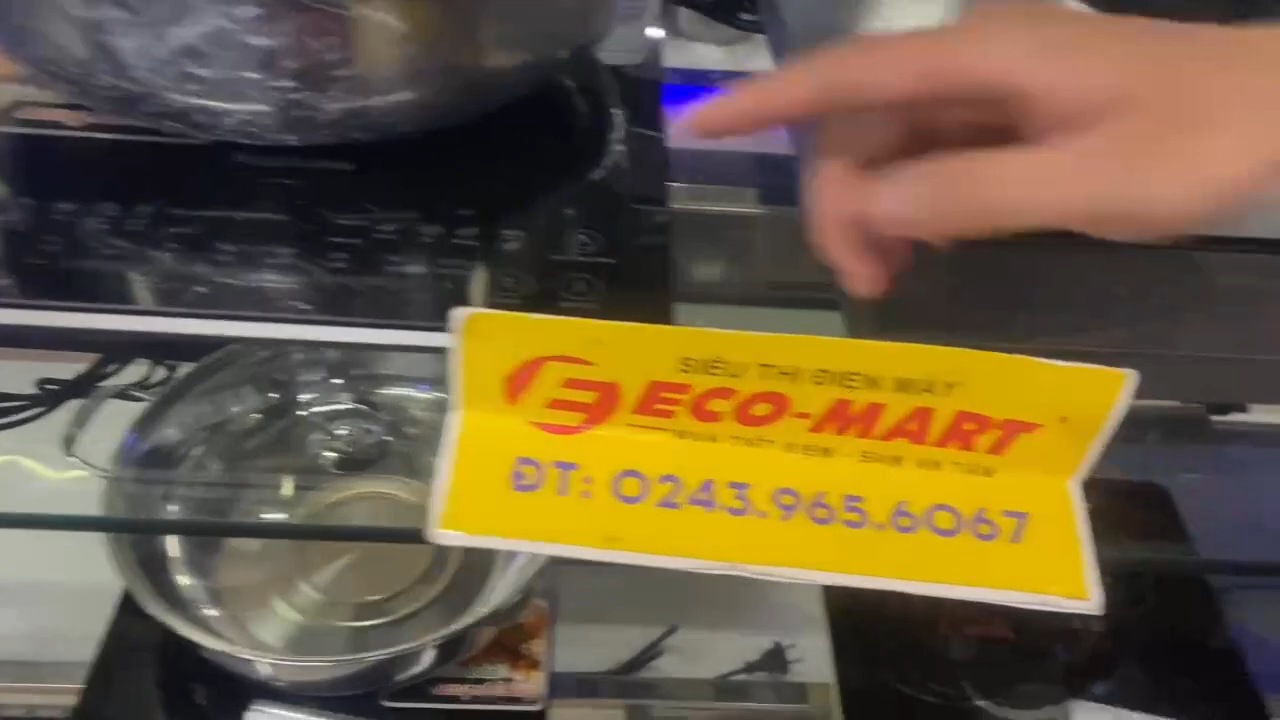 SIÊU THỊ ĐIỆN MÁY
ECO-MART
ĐT: 0243.965.6067